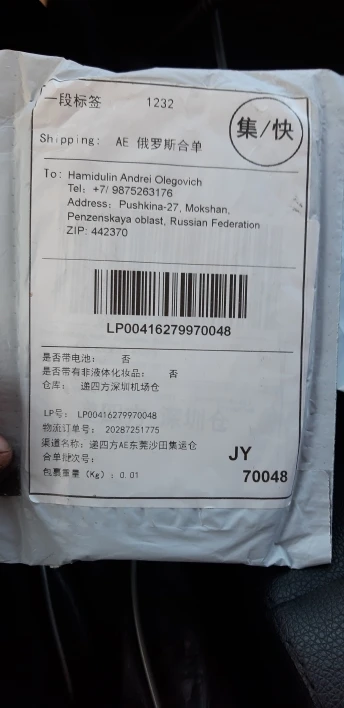 一段标签 1232
集/快
Shipping: AE 俄罗斯合单
To: Hamidulin Andrei Olegovich
Tel: +7/ 9875263176
Address: Pushkina-27, Mokshan,
Penzenskaya oblast, Russian Federation
ZIP: 442370
LP00416279970048
是否带电池: 否
是否带有非液体化妆品: 否
仓库: 递四方深圳机场仓
LP号: LP00416279970048
物流订单号: 20287251775
渠道名称: 递四方AE东莞沙田集运仓
合单批次号:
JY
包裹重量(Kg): 0.01
70048